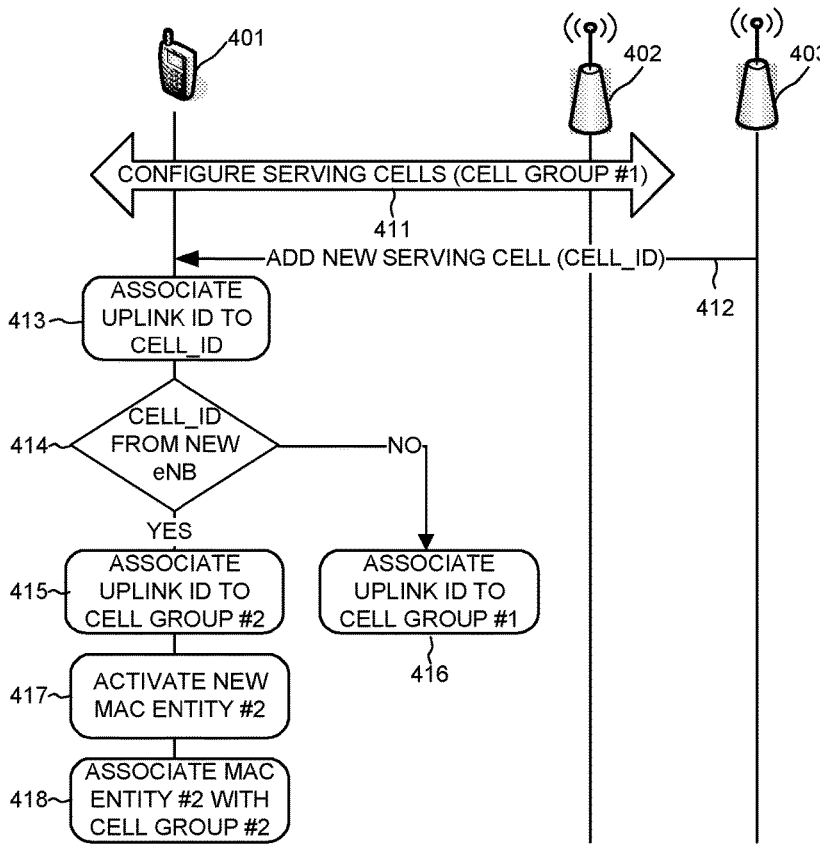 401
402
403
CONFIGURE SERVING CELLS (CELL GROUP #1)
411
ADD NEW SERVING CELL (CELL_ID)
412
413
ASSOCIATE
UPLINK ID TO
CELL_ID
414
CELL_ID
FROM NEW
eNB
NO
YES
415
ASSOCIATE
UPLINK ID TO
CELL GROUP #2
ASSOCIATE
UPLINK ID TO
CELL GROUP #1
416
417
ACTIVATE NEW
MAC ENTITY #2
418
ASSOCIATE MAC
ENTITY #2 WITH
CELL GROUP #2